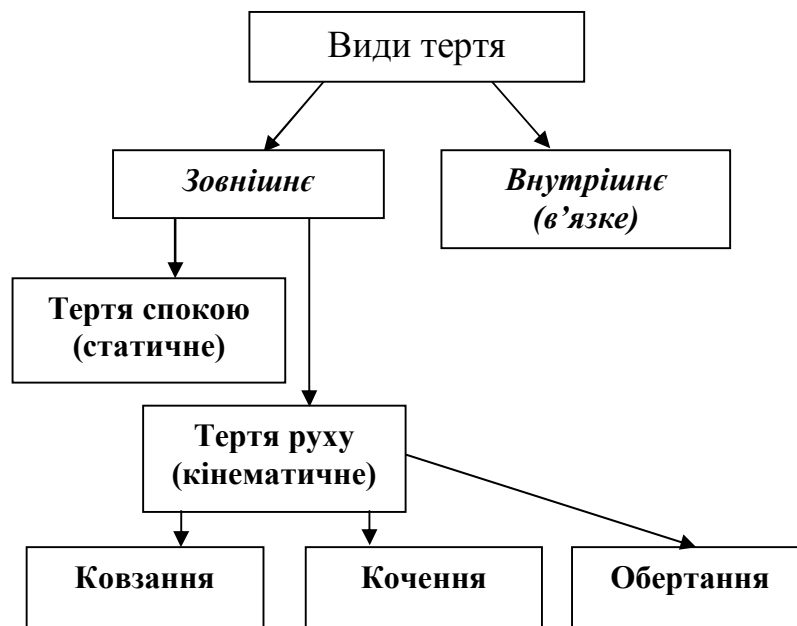 Види тертя
Зовнішнє
Внутрішнє
(в’язке)
Тертя спокою
(статичне)
Тертя руху
(кінематичне)
Ковзання
Кочення
Обертання